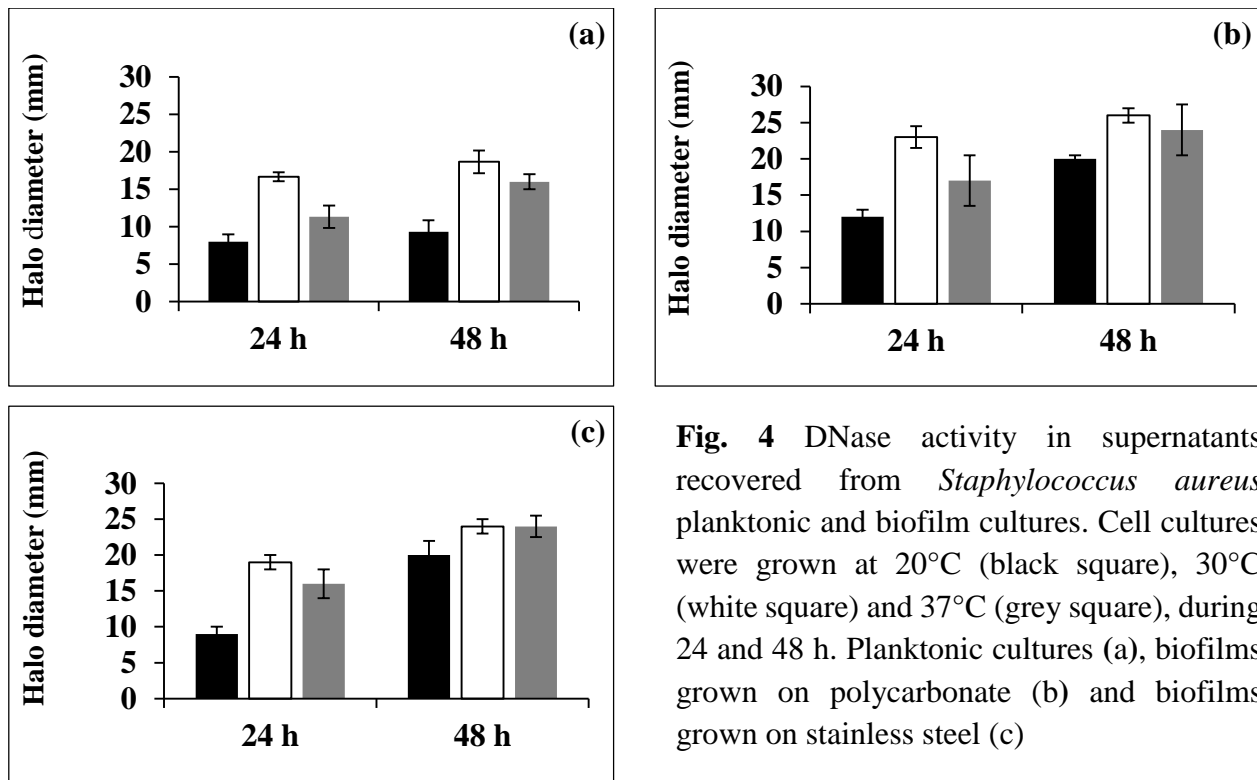 (a)
Halo diameter (mm)
30
25
20
15
10
5
0
24 h 48 h
(b)
Halo diameter (mm)
30
25
20
15
10
5
0
24 h 48 h
(c)
Halo diameter (mm)
30
25
20
15
10
5
0
24 h 48 h
Fig. 4 DNase activity in supernatants
recovered from Staphylococcus aureus
planktonic and biofilm cultures. Cell cultures
were grown at 20°C (black square), 30°C
(white square) and 37°C (grey square), during
24 and 48 h. Planktonic cultures (a), biofilms
grown on polycarbonate (b) and biofilms
grown on stainless steel (c)